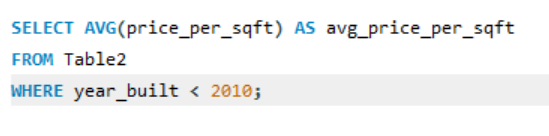 SELECT AVG(price_per_sqft) AS avg_price_per_sqft
FROM Table2
WHERE year_built < 2010;